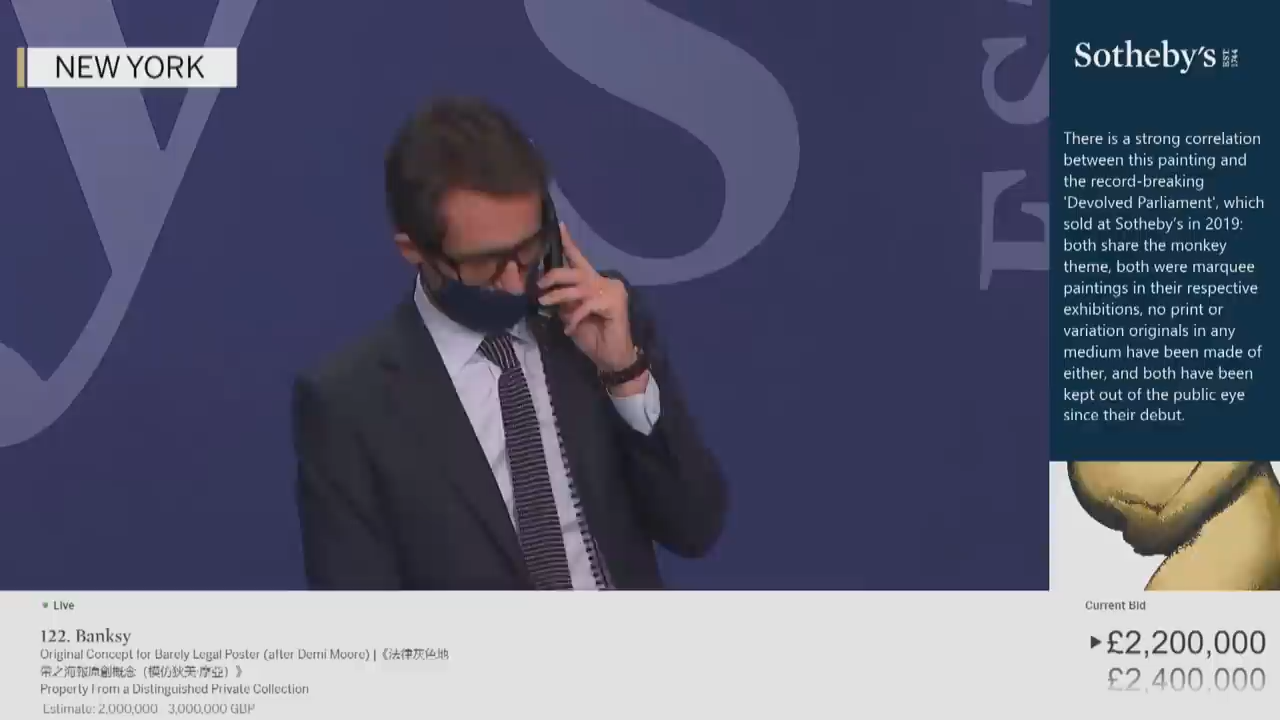 NEW YORK
Sotheby's EST. 1744
There is a strong correlation
between this painting and
the record-breaking
'Devolved Parliament', which
sold at Sotheby's in 2019:
both share the monkey
theme, both were marquee
paintings in their respective
exhibitions, no print or
variation originals in any
medium have been made of
either, and both have been
kept out of the public eye
since their debut.
Live
122. Banksy
Original Concept for Barely Legal Poster (after Demi Moore) | 《法律灰色地
帶之海報原創概念（模仿狄美·摩亞）》
Property From a Distinguished Private Collection
Estimate: 2,000,000 - 3,000,000 GBP
Current Bid
£2,200,000
£2,400,000